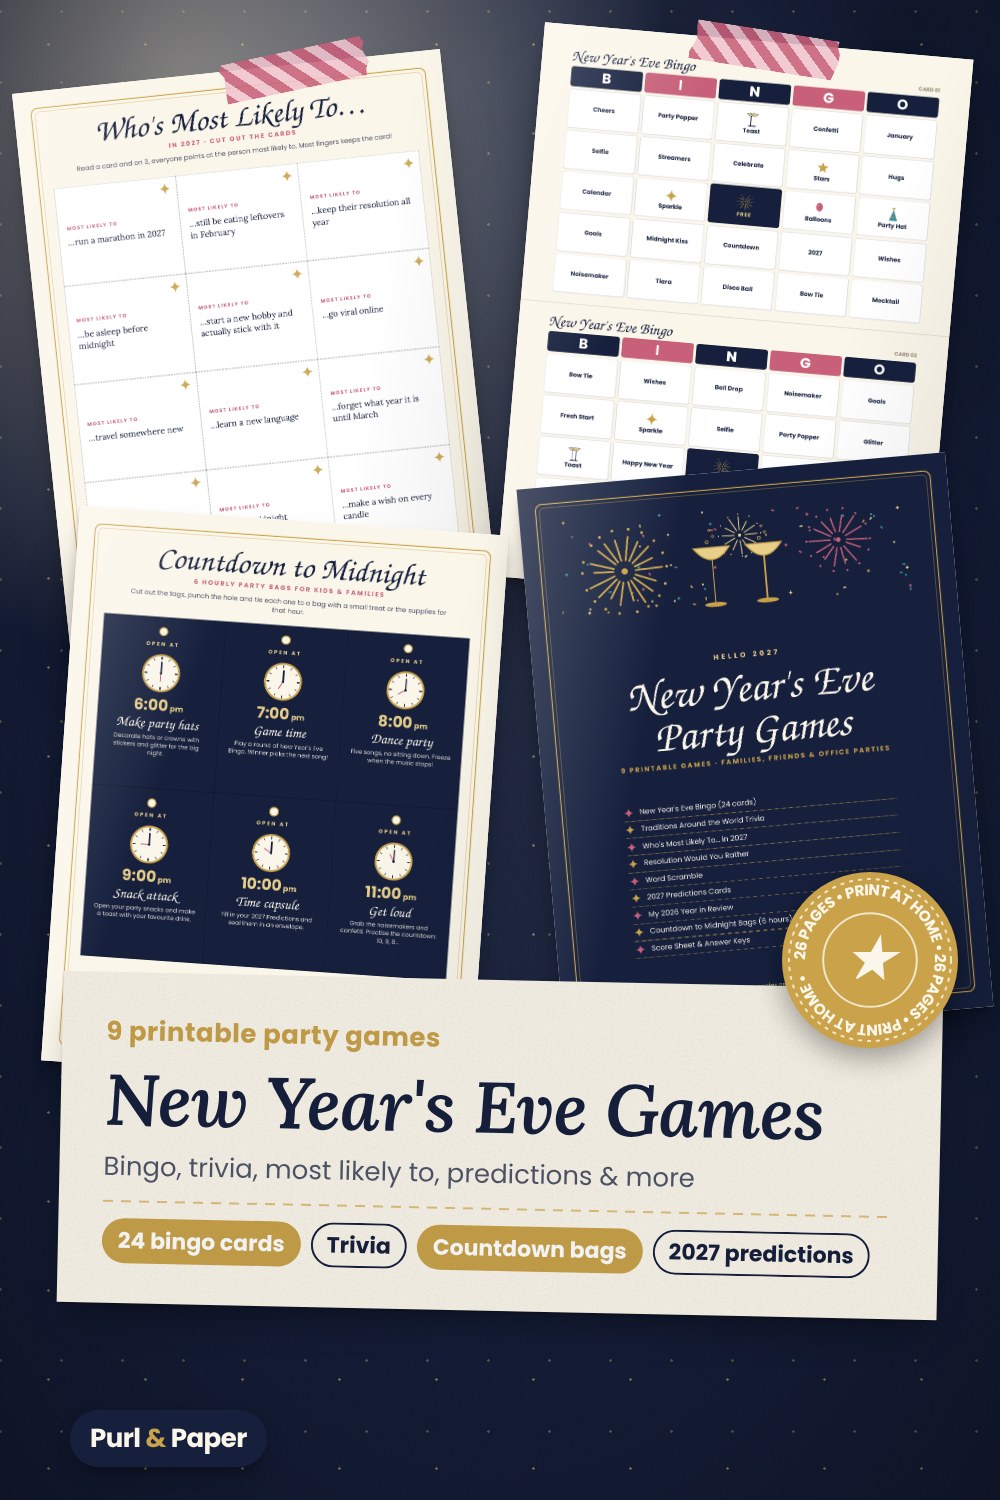 Who's Most Likely To...
IN 2027 · CUT OUT THE CARDS
Read a card and on 3, everyone points at the person most likely to. Most fingers keeps the card!
MOST LIKELY TO
...run a marathon in 2027
MOST LIKELY TO
...still be eating leftovers
in February
MOST LIKELY TO
...keep their resolution all
year
MOST LIKELY TO
...be asleep before
midnight
MOST LIKELY TO
...start a new hobby and
actually stick with it
MOST LIKELY TO
...go viral online
MOST LIKELY TO
...travel somewhere new
MOST LIKELY TO
...learn a new language
MOST LIKELY TO
...forget what year it is
until March
MOST LIKELY TO
...make a wish on every
candle
New Year's Eve Bingo
CARD 01
B I N G O
Cheers Party Popper Toast Confetti January
Selfie Streamers Celebrate Stars Hugs
Calendar Sparkle FREE Balloons Party Hat
Goals Midnight Kiss Countdown 2027 Wishes
Noisemaker Tiara Disco Ball Bow Tie Mocktail
New Year's Eve Bingo
CARD 02
B I N G O
Bow Tie Wishes Ball Drop Noisemaker Goals
Fresh Start Sparkle Selfie Party Popper Glitter
Toast Happy New Year
Countdown to Midnight
6 HOURLY PARTY BAGS FOR KIDS & FAMILIES
Cut out the tags, punch the hole and tie each one to a bag with a small treat or the supplies for
that hour.
OPEN AT
6:00 pm
Make party hats
Decorate hats or crowns with
stickers and glitter for the big
night.
OPEN AT
7:00 pm
Game time
Play a round of New Year's Eve
Bingo. Winner picks the next song!
OPEN AT
8:00 pm
Dance party
Five songs, no sitting down. Freeze
when the music stops!
OPEN AT
9:00 pm
Snack attack
Open your party snacks and make
a toast with your favourite drink.
OPEN AT
10:00 pm
Time capsule
Fill in your 2027 Predictions and
seal them in an envelope.
OPEN AT
11:00 pm
Get loud
Grab the noisemakers and
confetti. Practise the countdown:
10, 9, 8...
HELLO 2027
New Year's Eve
Party Games
9 PRINTABLE GAMES · FAMILIES, FRIENDS & OFFICE PARTIES
New Year's Eve Bingo (24 cards)
Traditions Around the World Trivia
Who's Most Likely To... in 2027
Resolution Would You Rather
Word Scramble
2027 Predictions Cards
My 2026 Year in Review
Countdown to Midnight Bags (6 hours)
Score Sheet & Answer Keys
26 PAGES • PRINT AT HOME • 26 PAGES • PRINT AT HOME •
9 printable party games
New Year's Eve Games
Bingo, trivia, most likely to, predictions & more
24 bingo cards
Trivia
Countdown bags
2027 predictions
Purl & Paper